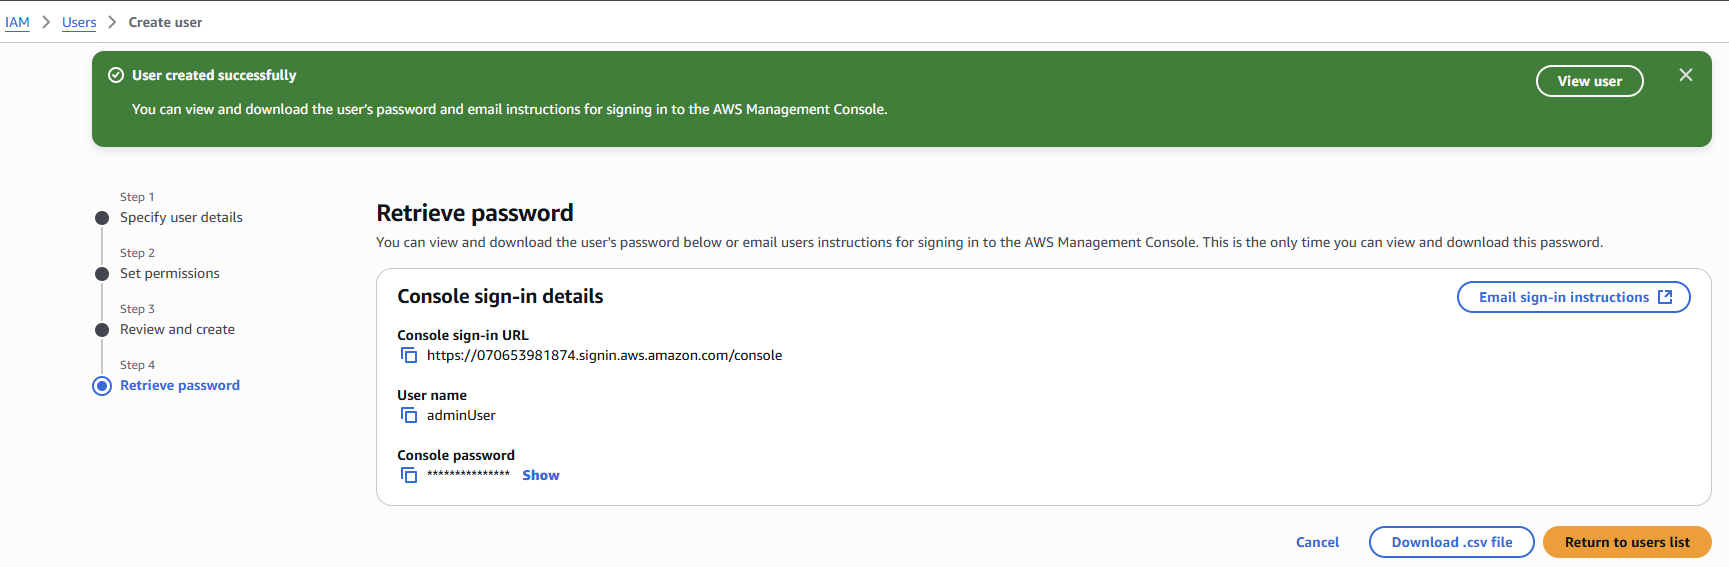 IAM > Users > Create user
User created successfully
View user
You can view and download the user's password and email instructions for signing in to the AWS Management Console.
Step 1
Specify user details
Step 2
Set permissions
Step 3
Review and create
Step 4
Retrieve password
Retrieve password
You can view and download the user's password below or email users instructions for signing in to the AWS Management Console. This is the only time you can view and download this password.
Console sign-in details
Email sign-in instructions
Console sign-in URL
https://070653981874.signin.aws.amazon.com/console
User name
adminUser
Console password
*************** Show
Cancel
Download .csv file
Return to users list